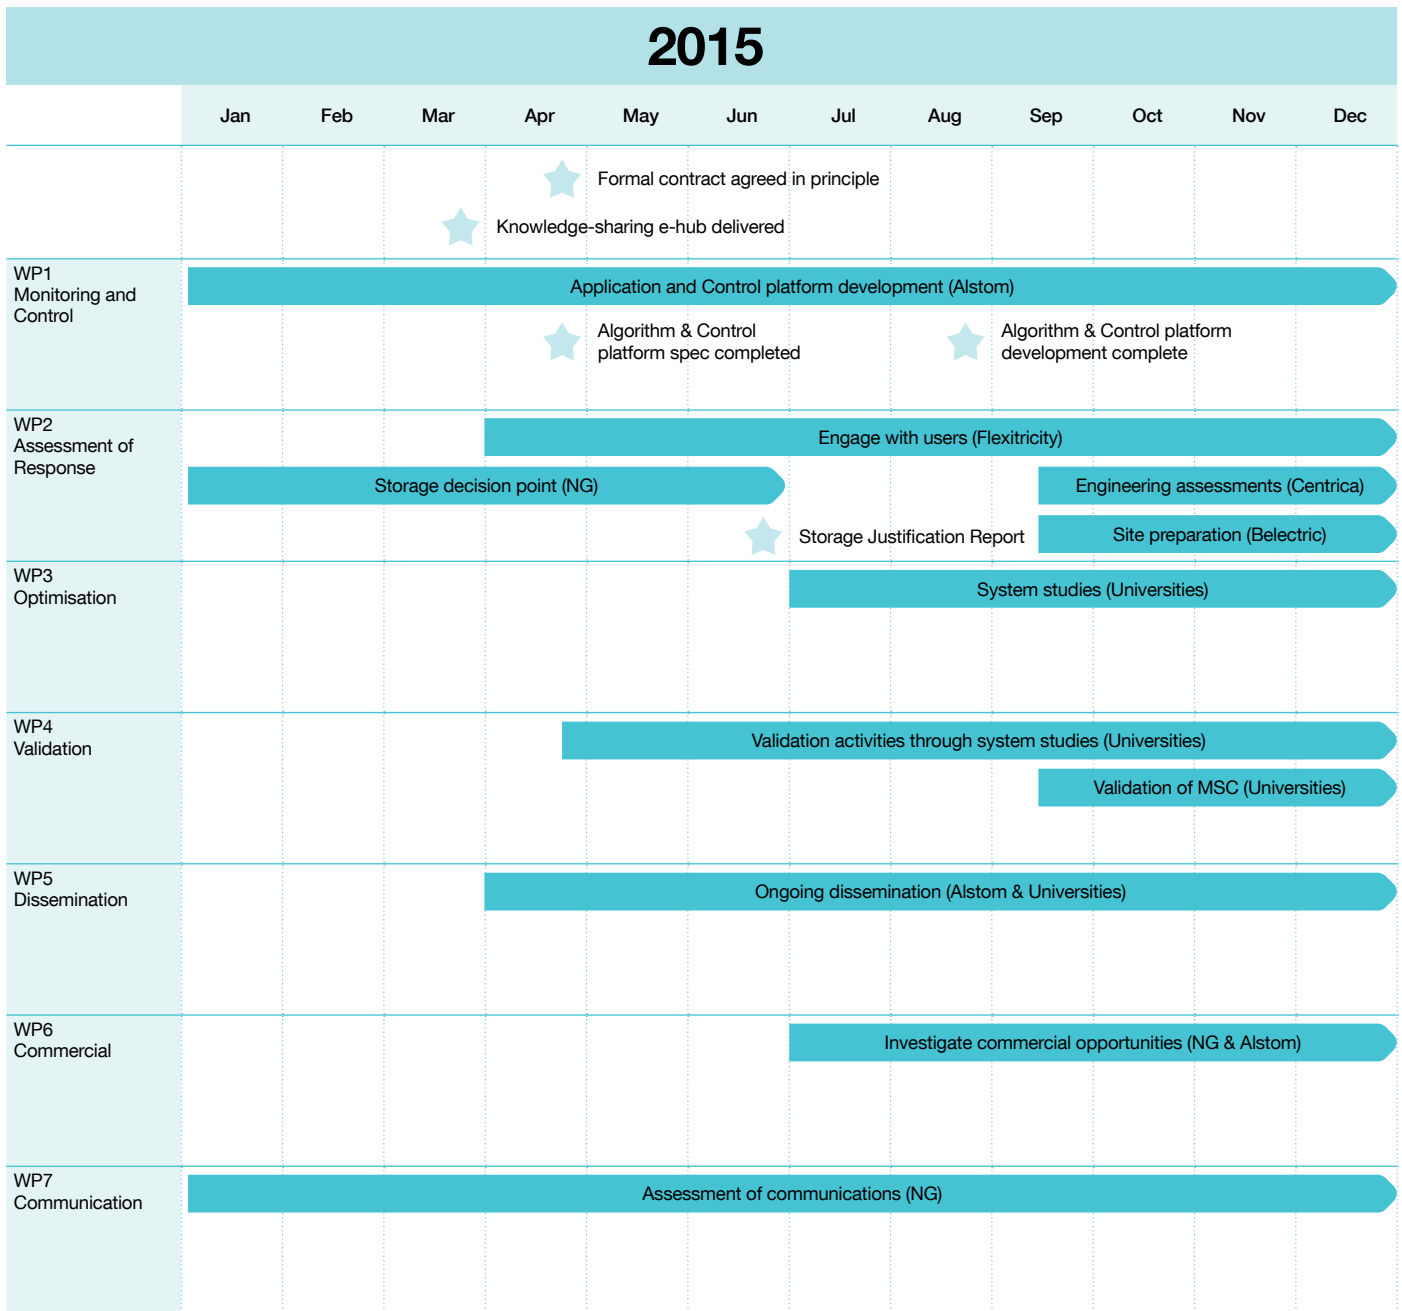 2015
Jan Feb Mar Apr May Jun Jul Aug Sep Oct Nov Dec
Formal contract agreed in principle
Knowledge-sharing e-hub delivered
WP1
Monitoring and
Control
Application and Control platform development (Alstom)
Algorithm & Control
platform spec completed
Algorithm & Control platform
development complete
WP2
Assessment of
Response
Engage with users (Flexitricity)
Storage decision point (NG)
Engineering assessments (Centrica)
Storage Justification Report
Site preparation (Belectric)
WP3
Optimisation
System studies (Universities)
WP4
Validation
Validation activities through system studies (Universities)
Validation of MSC (Universities)
WP5
Dissemination
Ongoing dissemination (Alstom & Universities)
WP6
Commercial
Investigate commercial opportunities (NG & Alstom)
WP7
Communication
Assessment of communications (NG)